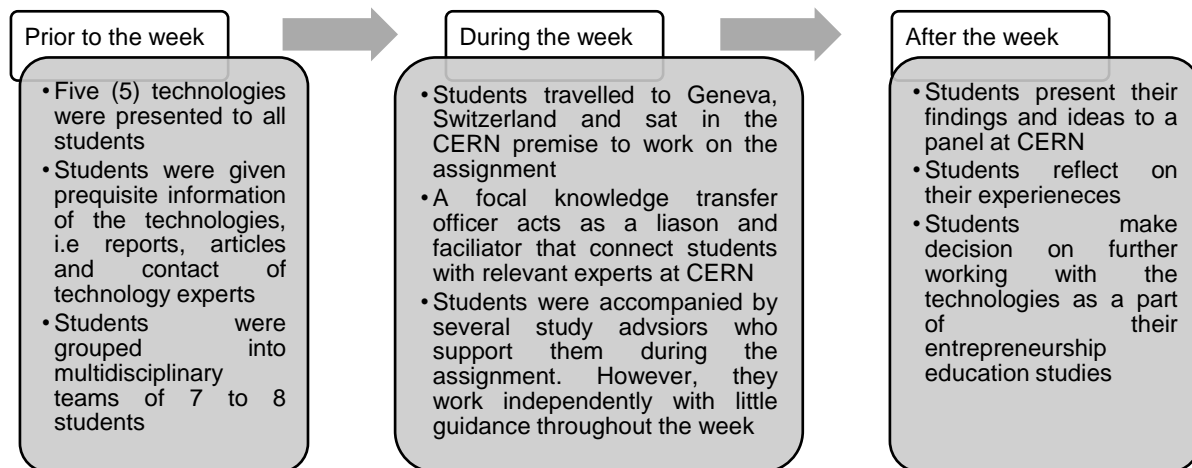 Prior to the week
• Five (5) technologies
were presented to all
students
• Students were given
prequisite information
of the technologies,
i.e reports, articles
and contact of
technology experts
• Students were
grouped into
multidisciplinary
teams of 7 to 8
students
During the week
• Students travelled to Geneva,
Switzerland and sat in the
CERN premise to work on the
assignment
• A focal knowledge transfer
officer acts as a liason and
faciliator that connect students
with relevant experts at CERN
• Students were accompanied by
several study advsiors who
support them during the
assignment. However, they
work independently with little
guidance throughout the week
After the week
• Students present their
findings and ideas to a
panel at CERN
• Students reflect on
their experieneces
• Students make
decision on further
working with the
technologies as a part
of their
entrepreneurship
education studies